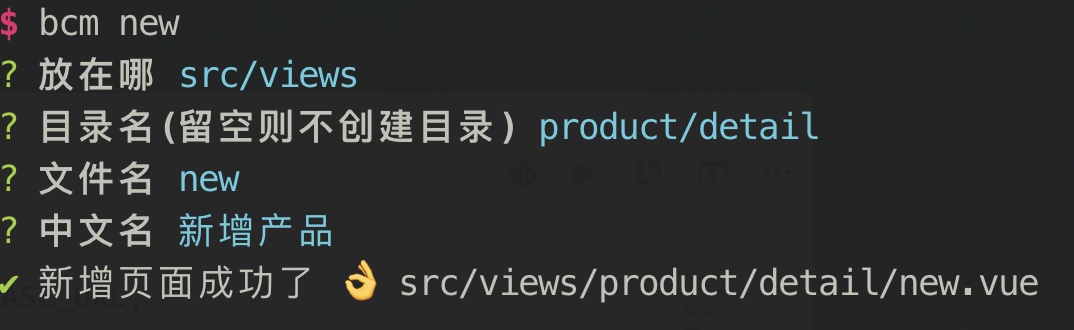 $ bcm new
? 放在哪 src/views
? 目录名(留空则不创建目录) product/detail
? 文件名 new
? 中文名 新增产品
✔ 新增页面成功了 👌 src/views/product/detail/new.vue